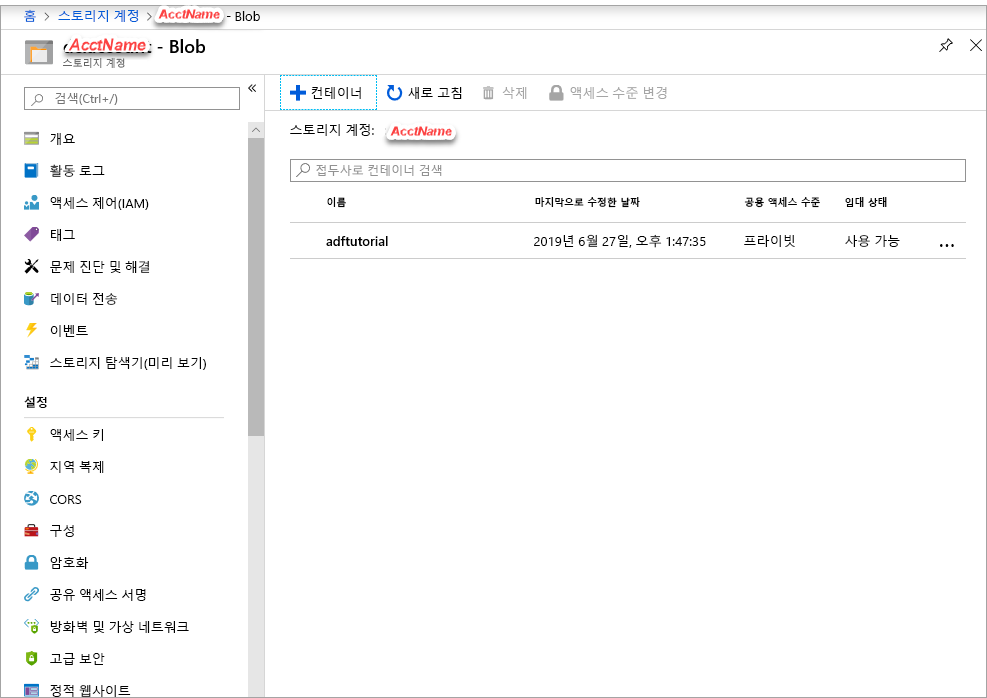 홈 > 스토리지 계정 > AcctName - Blob
AcctName - Blob
스토리지 계정
검색(Ctrl+/)
개요
활동 로그
액세스 제어(IAM)
태그
문제 진단 및 해결
데이터 전송
이벤트
스토리지 탐색기(미리 보기)
설정
액세스 키
지역 복제
CORS
구성
암호화
공유 액세스 서명
방화벽 및 가상 네트워크
고급 보안
정적 웹사이트
컨테이너 새로 고침 삭제 액세스 수준 변경
스토리지 계정: AcctName
접두사로 컨테이너 검색
이름 마지막으로 수정한 날짜 공용 액세스 수준 임대 상태
adftutorial 2019년 6월 27일, 오후 1:47:35 프라이빗 사용 가능 ...